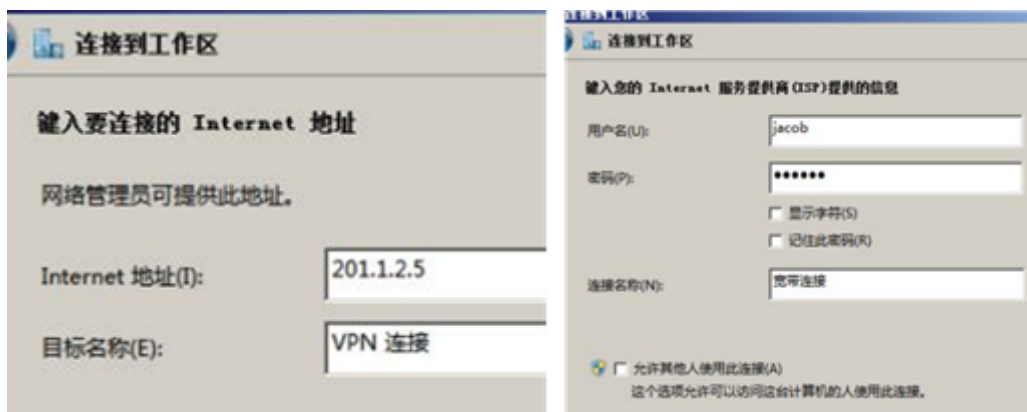 连接到工作区
键入要连接的 Internet 地址
网络管理员可提供此地址。
Internet 地址(I):
201.1.2.5
目标名称(E):
VPN 连接
连接到工作区
连接到工作区
键入您的 Internet 服务提供商(ISP)提供的信息
用户名(U):
jacob
密码(P):
●●●●●●
显示字符(S)
记住此密码(R)
连接名称(N):
宽带连接
允许其他人使用此连接(A)
这个选项允许可以访问这台计算机的人使用此连接。